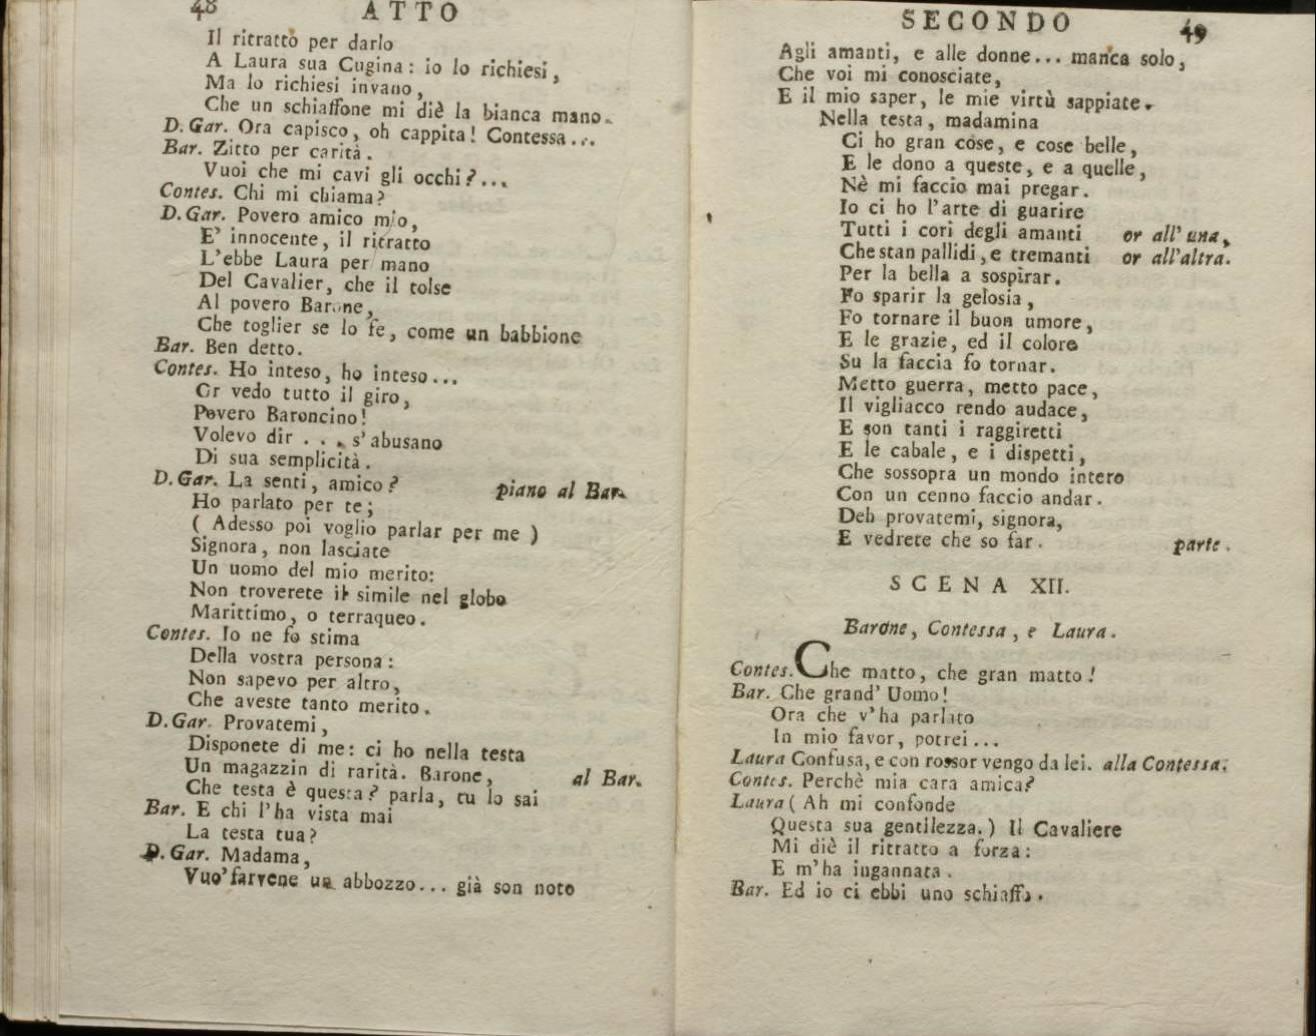 48 ATTO
Il ritratto per darlo
A Laura sua Cugina: io lo richiesi,
Ma lo richiesi invano,
Che un schiaffone mi diè la bianca mano.
D. Gar. Ora capisco, oh cappita! Contessa...
Bar. Zitto per carità.
Vuoi che mi cavi gli occhi?...
Contes. Chi mi chiama?
D. Gar. Povero amico mio,
E' innocente, il ritratto
L'ebbe Laura per mano
Del Cavalier, che il tolse
Al povero Barone,
Che toglier se lo fe, come un babbione
Bar. Ben detto.
Contes. Ho inteso, ho inteso...
Or vedo tutto il giro,
Povero Baroncino!
Volevo dir . . . s'abusano
Di sua semplicità.
D. Gar. La senti, amico? piano al Bar.
Ho parlato per te;
( Adesso poi voglio parlar per me )
Signora, non lasciate
Un uomo del mio merito:
Non troverete il simile nel globo
Marittimo, o terraqueo.
Contes. Io ne fo stima
Della vostra persona:
Non sapevo per altro,
Che aveste tanto merito.
D. Gar. Provatemi,
Disponete di me: ci ho nella testa
Un magazzin di rarità. Barone, al Bar.
Che testa è questa? parla, tu lo sai
Bar. E chi l'ha vista mai
La testa tua?
D. Gar. Madama,
Vuo' farvene un abbozzo... già son noto
SECONDO 49
Agli amanti, e alle donne... manca solo,
Che voi mi conosciate,
E il mio saper, le mie virtù sappiate.
Nella testa, madamina
Ci ho gran cose, e cose belle,
E le dono a queste, e a quelle,
Nè mi faccio mai pregar.
Io ci ho l'arte di guarire
Tutti i cori degli amanti or all' una,
Che stan pallidi, e tremanti or all'altra.
Per la bella a sospirar.
Fo sparir la gelosia,
Fo tornare il buon umore,
E le grazie, ed il colore
Su la faccia fo tornar.
Metto guerra, metto pace,
Il vigliacco rendo audace,
E son tanti i raggiretti
E le cabale, e i dispetti,
Che sossopra un mondo intero
Con un cenno faccio andar.
Deh provatemi, signora,
E vedrete che so far. parte.
SCENA XII.
Barone, Contessa, e Laura.
Contes. Che matto, che gran matto!
Bar. Che grand' Uomo!
Ora che v'ha parlato
In mio favor, potrei...
Laura Confusa, e con rossor vengo da lei. alla Contessa.
Contes. Perchè mia cara amica?
Laura ( Ah mi confonde
Questa sua gentilezza. ) Il Cavaliere
Mi diè il ritratto a forza:
E m'ha ingannata.
Bar. Ed io ci ebbi uno schiaffo.